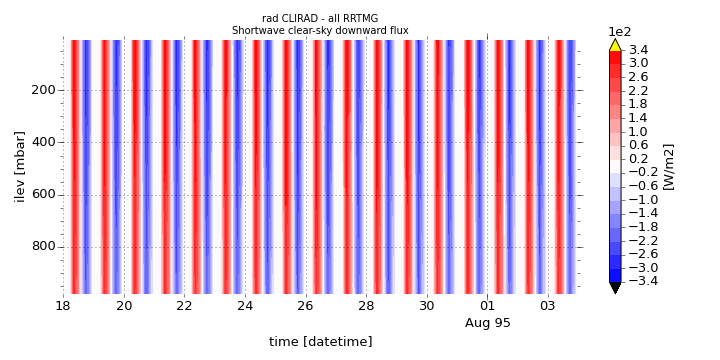 rad CLIRAD - all RRTMG
Shortwave clear-sky downward flux
1e2
3.4
3.0
2.6
2.2
1.8
1.4
1.0
0.6
0.2
−0.2
−0.6
−1.0
−1.4
−1.8
−2.2
−2.6
−3.0
−3.4
[W/m2]
ilev [mbar]
200
400
600
800
18 20 22 24 26 28 30 01 03
Aug 95
time [datetime]